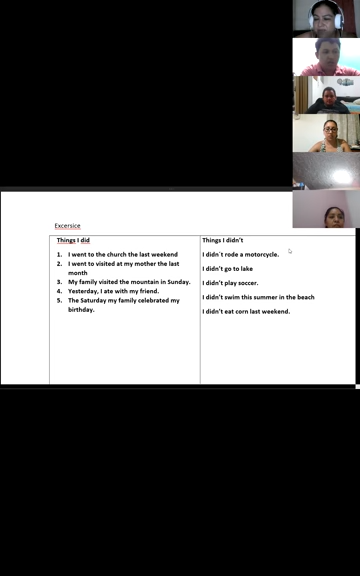 Excersice
Things I did
1. I went to the church the last weekend
2. I went to visited at my mother the last
month
3. My family visited the mountain in Sunday.
4. Yesterday, I ate with my friend.
5. The Saturday my family celebrated my
birthday.
Things I didn't
I didn´t rode a motorcycle.
I didn't go to lake
I didn't play soccer.
I didn't swim this summer in the beach
I didn't eat corn last weekend.